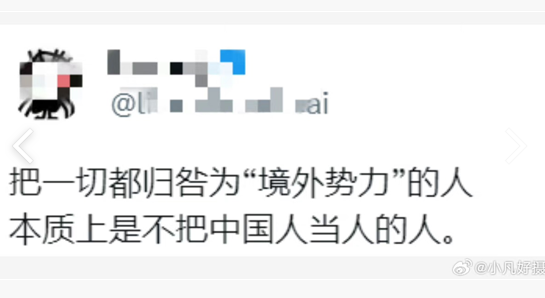 把一切都归咎为“境外势力”的人
本质上是不把中国人当人的人。
@小凡好摄